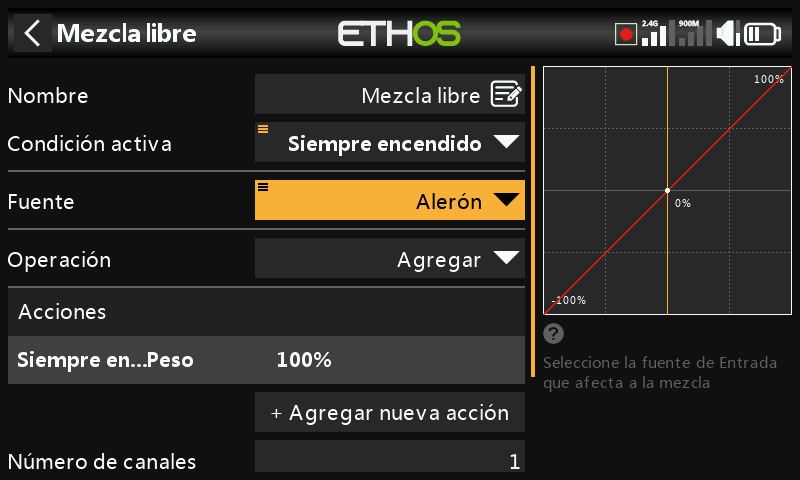 Mezcla libre
ETHOS
2.4G
900M
Nombre
Mezcla libre
Condición activa
Siempre encendido
Fuente
Alerón
Operación
Agregar
Acciones
Siempre en...Peso
100%
+ Agregar nueva acción
Número de canales
1
100%
0%
-100%
?
Seleccione la fuente de Entrada
que afecta a la mezcla